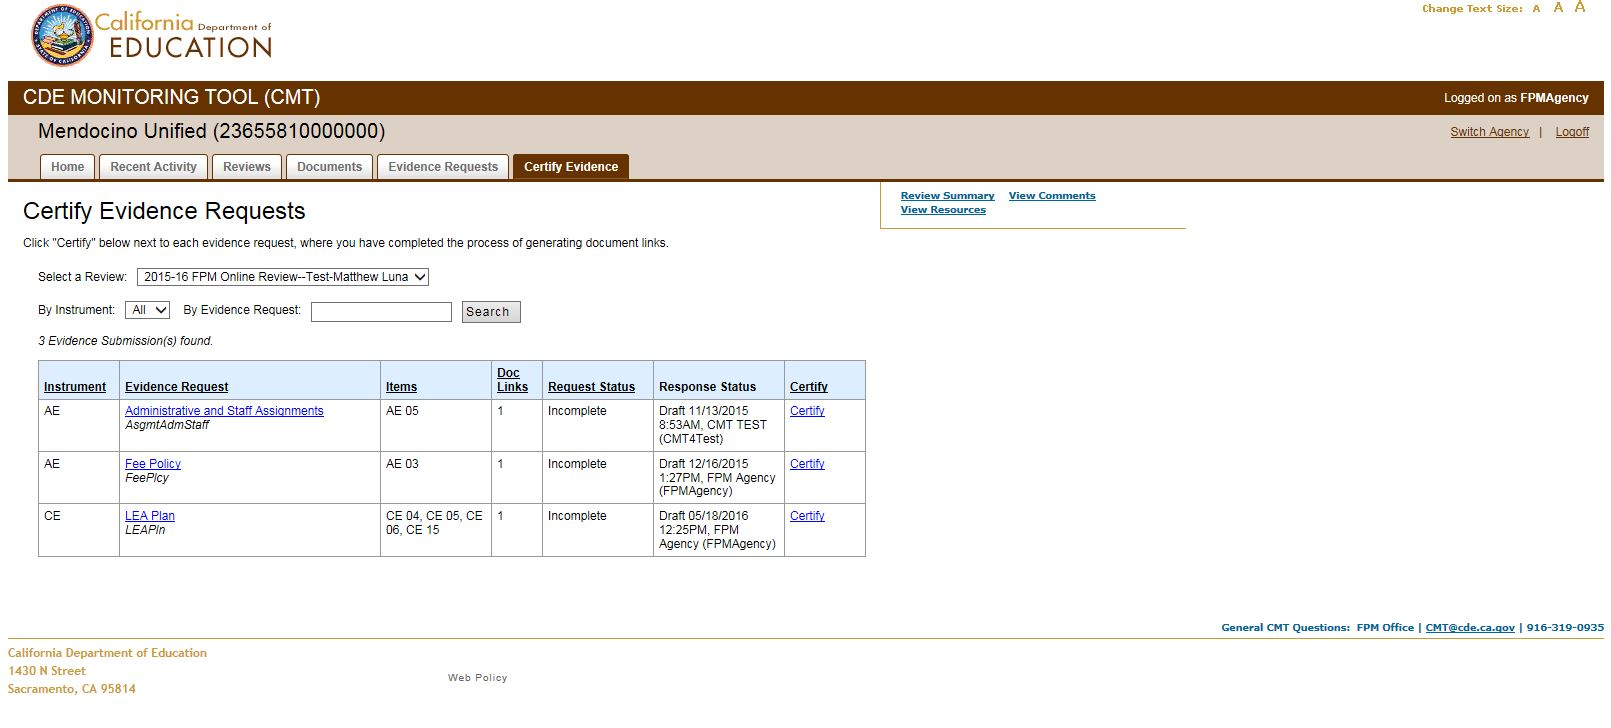 Change Text Size: A A A
California Department of
EDUCATION
CDE MONITORING TOOL (CMT)
Logged on as FPMAgency
Mendocino Unified (23655810000000)
Switch Agency | Logoff
Home Recent Activity Reviews Documents Evidence Requests Certify Evidence
Review Summary View Comments
View Resources
Certify Evidence Requests
Click "Certify" below next to each evidence request, where you have completed the process of generating document links.
Select a Review: 2015-16 FPM Online Review--Test-Matthew Luna
By Instrument: All By Evidence Request: Search
3 Evidence Submission(s) found.
Instrument Evidence Request Items Doc Links Request Status Response Status Certify
AE Administrative and Staff Assignments AE 05 1 Incomplete Draft 11/13/2015 Certify
AsgmtAdmStaff 8:53AM, CMT TEST
(CMT4Test)
AE Fee Policy AE 03 1 Incomplete Draft 12/16/2015 Certify
FeePlcy 1:27PM, FPM Agency
(FPMAgency)
CE LEA Plan CE 04, CE 05, CE 1 Incomplete Draft 05/18/2016 Certify
LEAPln 06, CE 15 12:25PM, FPM
Agency (FPMAgency)
General CMT Questions: FPM Office | CMT@cde.ca.gov | 916-319-0935
California Department of Education
1430 N Street
Sacramento, CA 95814
Web Policy